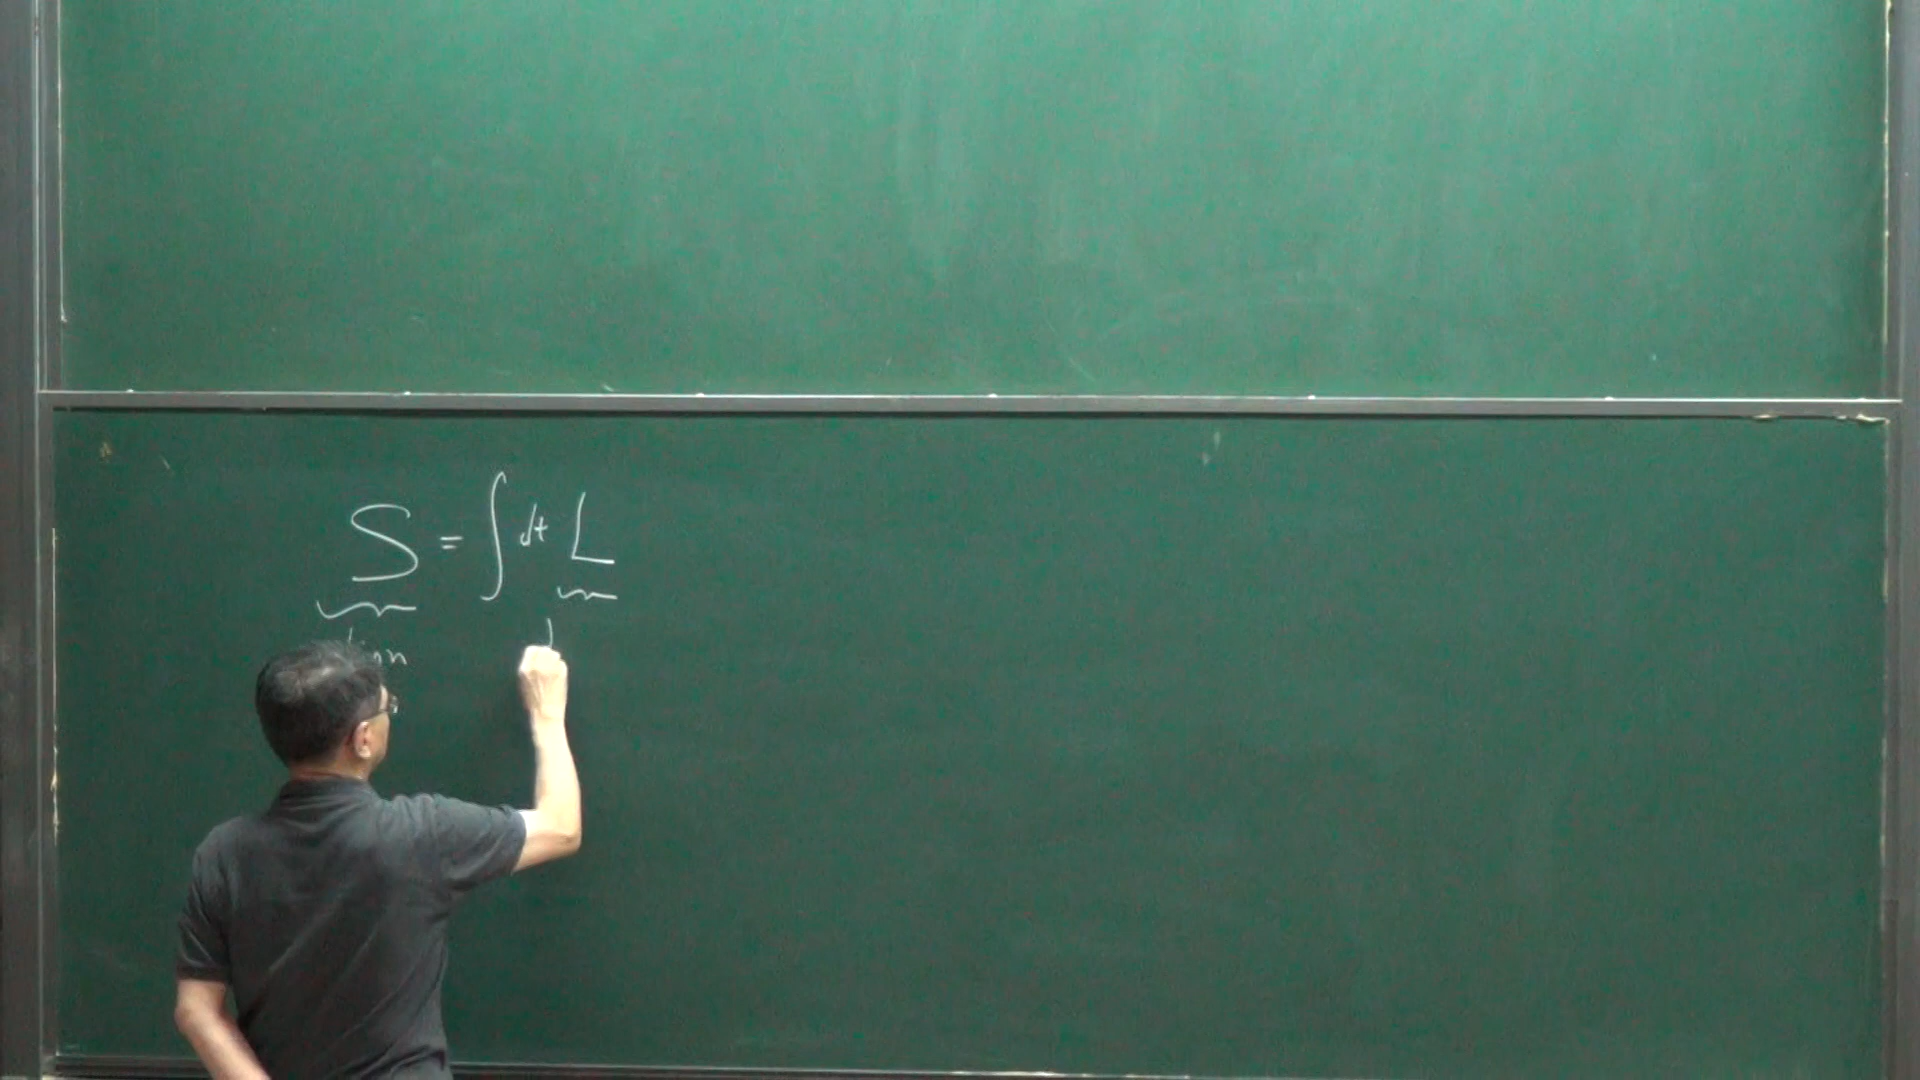 S = ∫ dt L